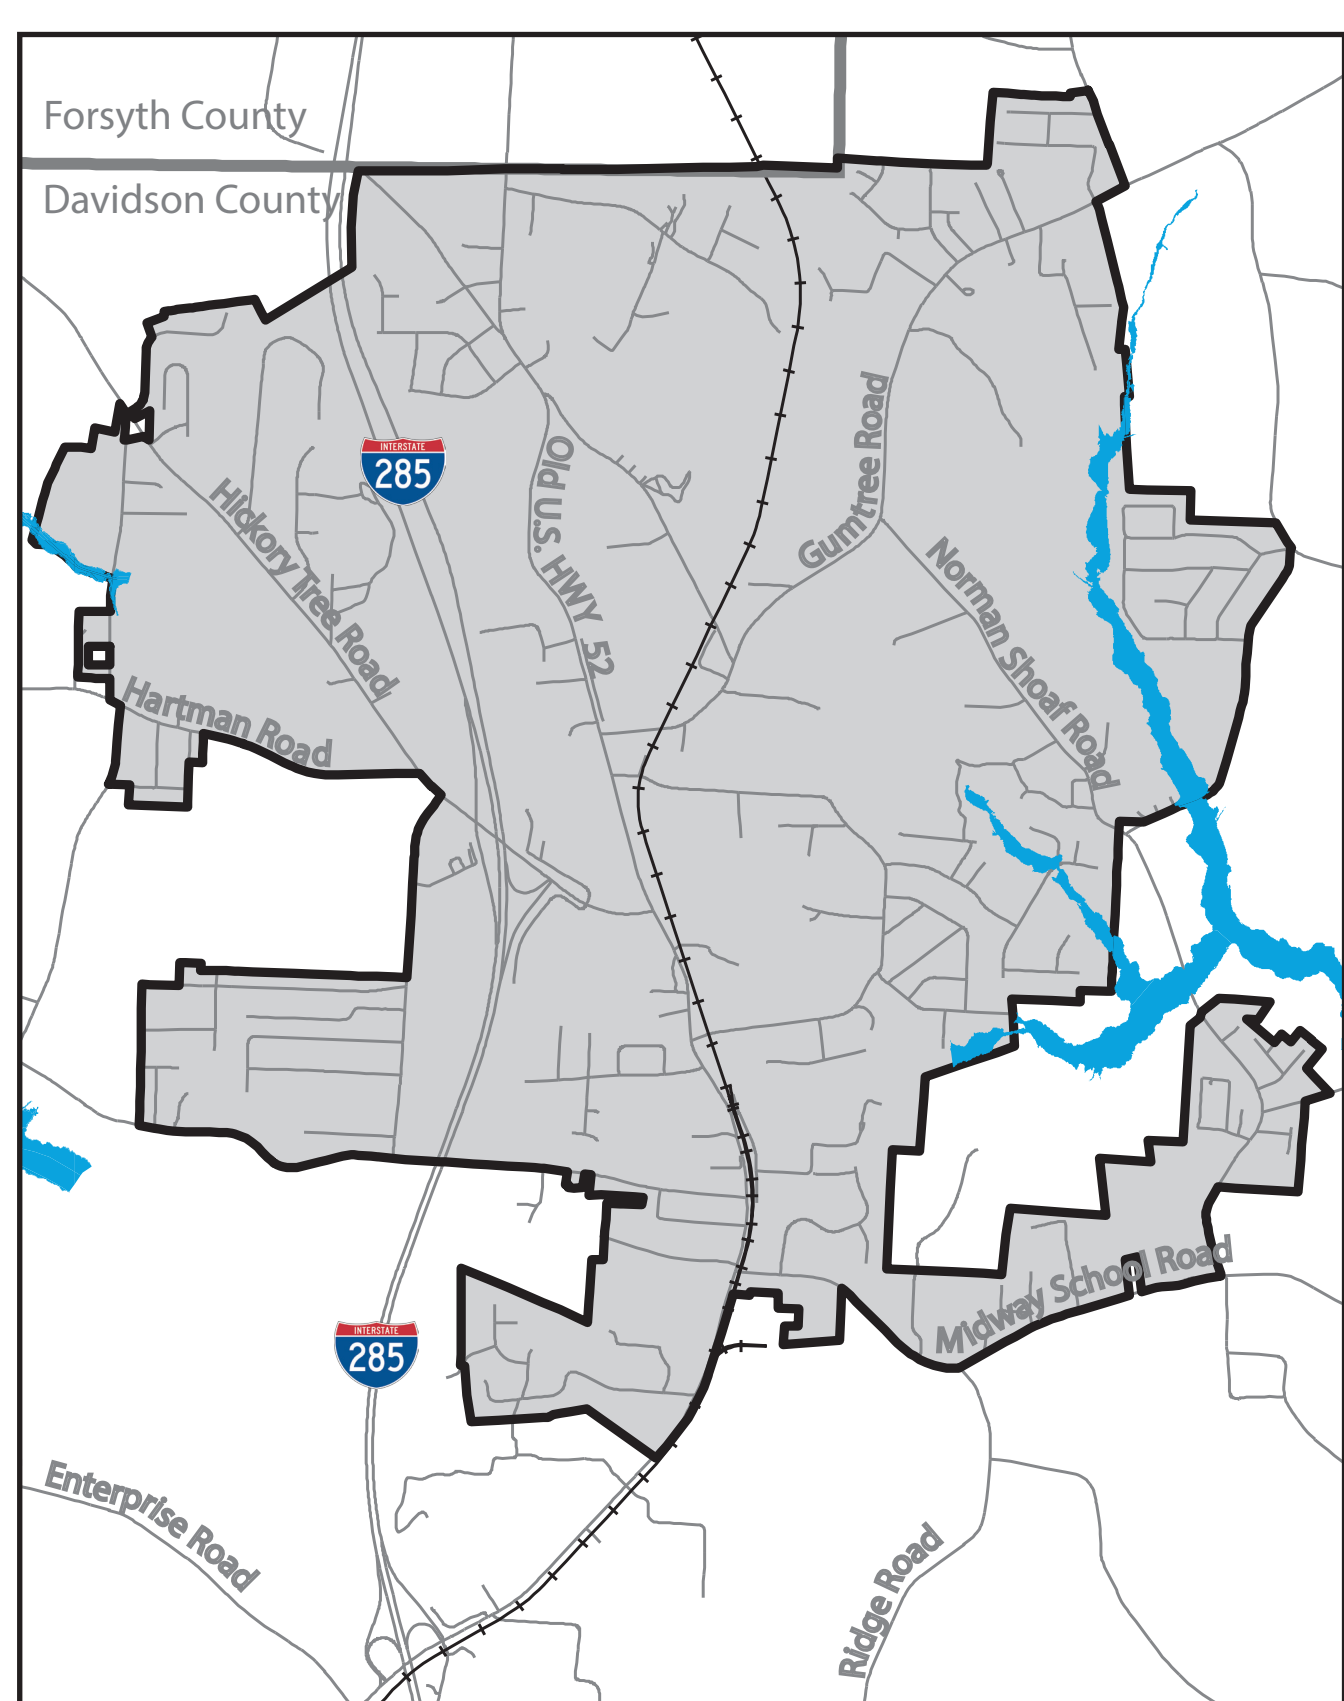 Forsyth County
Davidson County
INTERSTATE
285
Gumtree Road
Old U.S. HWY 52
Hickory Tree Road
Norman Shoaf Road
Hartman Road
Midway School Road
INTERSTATE
285
Enterprise Road
Ridge Road